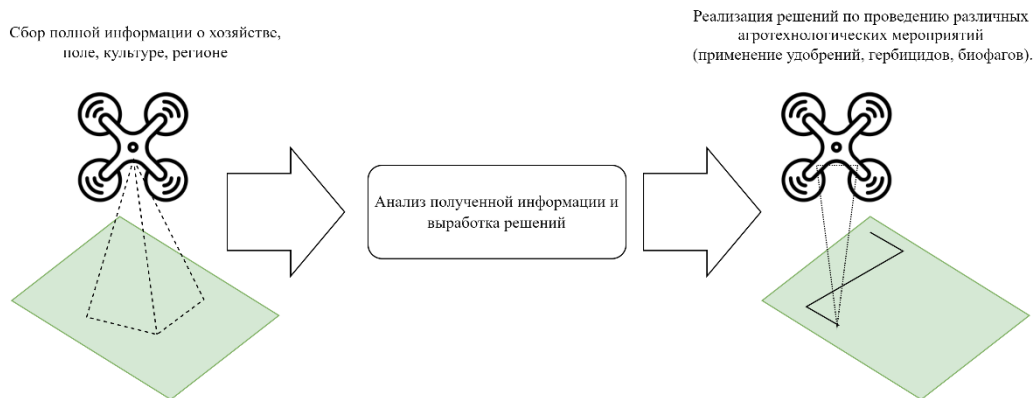 Сбор полной информации о хозяйстве,
поле, культуре, регионе
Анализ полученной информации и
выработка решений
Реализация решений по проведению различных
агротехнологических мероприятий
(применение удобрений, гербицидов, биофагов).